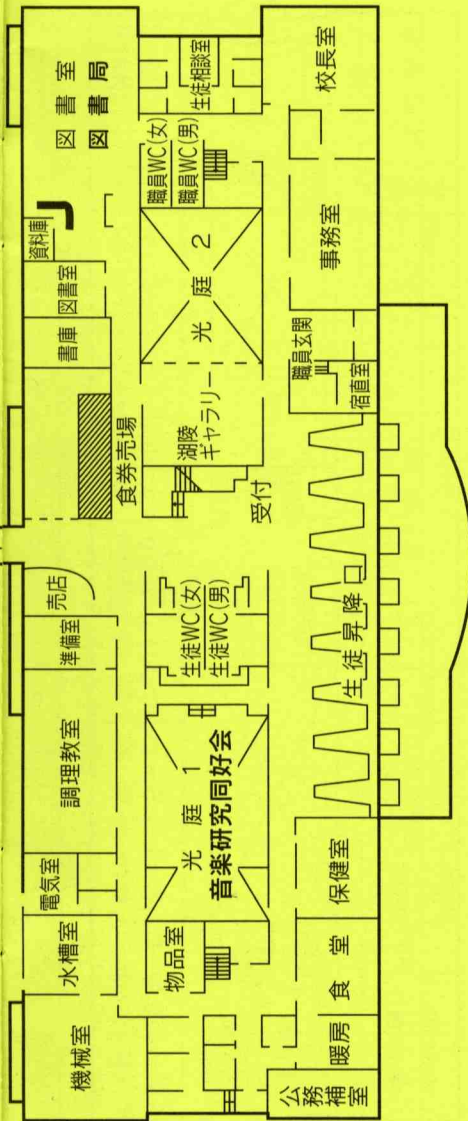 機械室
水槽室
電気室
調理教室
準備室
売店
食券売場
書庫
図書室
資料庫
図書室
図書局
物品室
光庭1
音楽研究同好会
生徒WC(女)
生徒WC(男)
受付
湖陵
ギャラリー
光庭2
職員WC(女)
職員WC(男)
生徒相談室
公務
補室
暖房
食堂
保健室
生徒昇降口
宿直室
職員玄関
事務室
校長室